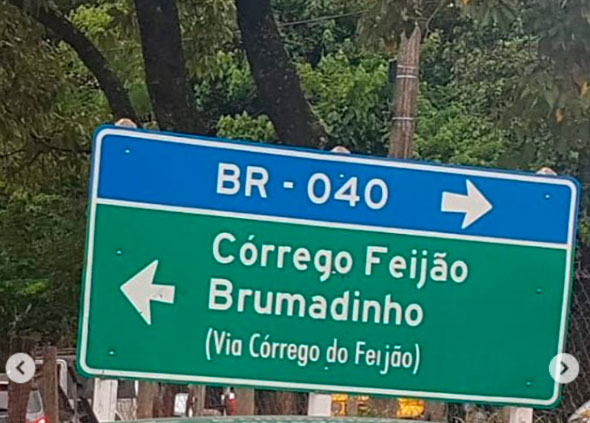 BR - 040
Córrego Feijão
Brumadinho
(Via Córrego do Feijão)